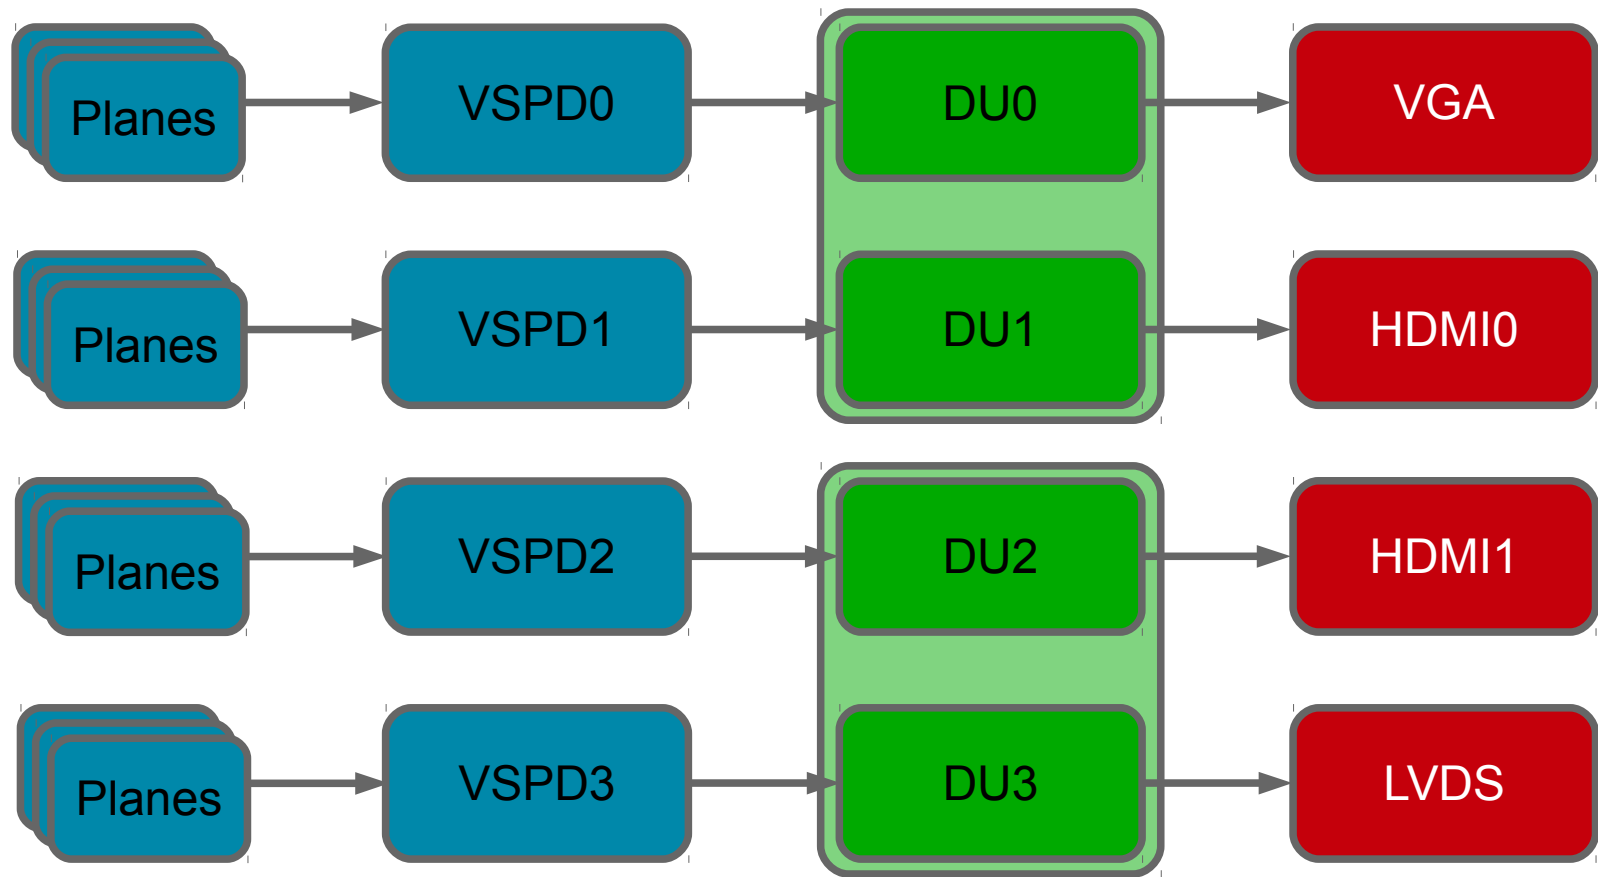 Planes
VSPD0
DU0
VGA
Planes
VSPD1
DU1
HDMI0
Planes
VSPD2
DU2
HDMI1
Planes
VSPD3
DU3
LVDS